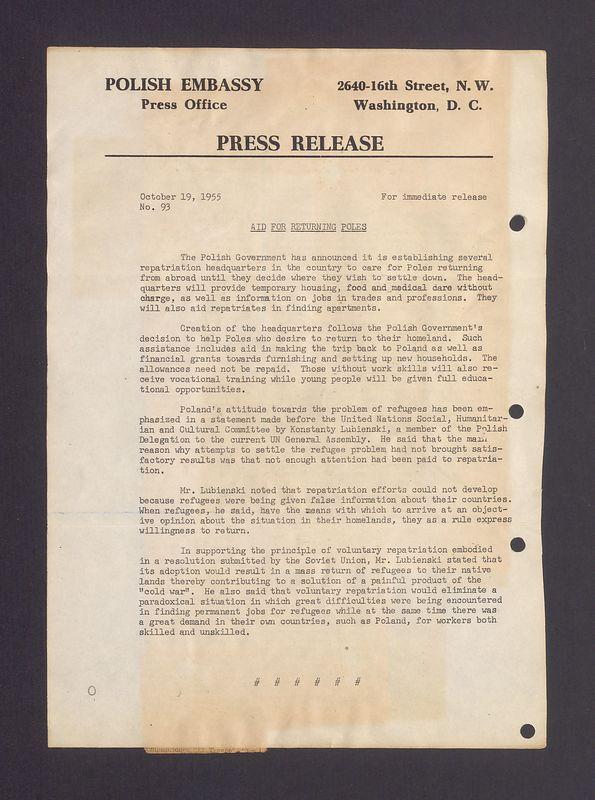 POLISH EMBASSY
Press Office
2640-16th Street, N. W.
Washington, D. C.
PRESS RELEASE
October 19, 1955 For immediate release
No. 93
AID FOR RETURNING POLES
The Polish Government has announced it is establishing several
repatriation headquarters in the country to care for Poles returning
from abroad until they decide where they wish to settle down. The head-
quarters will provide temporary housing, food and medical care without
charge, as well as information on jobs in trades and professions. They
will also aid repatriates in finding apartments.
Creation of the headquarters follows the Polish Government's
decision to help Poles who desire to return to their homeland. Such
assistance includes aid in making the trip back to Poland as well as
financial grants towards furnishing and setting up new households. The
allowances need not be repaid. Those without work skills will also re-
ceive vocational training while young people will be given full educa-
tional opportunities.
Poland's attitude towards the problem of refugees has been em-
phasized in a statement made before the United Nations Social, Humanitar-
ian and Cultural Committee by Konstanty Lubienski, a member of the Polish
Delegation to the current UN General Assembly. He said that the main
reason why attempts to settle the refugee problem had not brought satis-
factory results was that not enough attention had been paid to repatria-
tion.
Mr. Lubienski noted that repatriation efforts could not develop
because refugees were being given false information about their countries.
When refugees, he said, have the means with which to arrive at an object-
ive opinion about the situation in their homelands, they as a rule express
willingness to return.
In supporting the principle of voluntary repatriation embodied
in a resolution submitted by the Soviet Union, Mr. Lubienski stated that
its adoption would result in a mass return of refugees to their native
lands thereby contributing to a solution of a painful product of the
"cold war". He also said that voluntary repatriation would eliminate a
paradoxical situation in which great difficulties were being encountered
in finding permanent jobs for refugees while at the same time there was
a great demand in their own countries, such as Poland, for workers both
skilled and unskilled.
# # # # # #